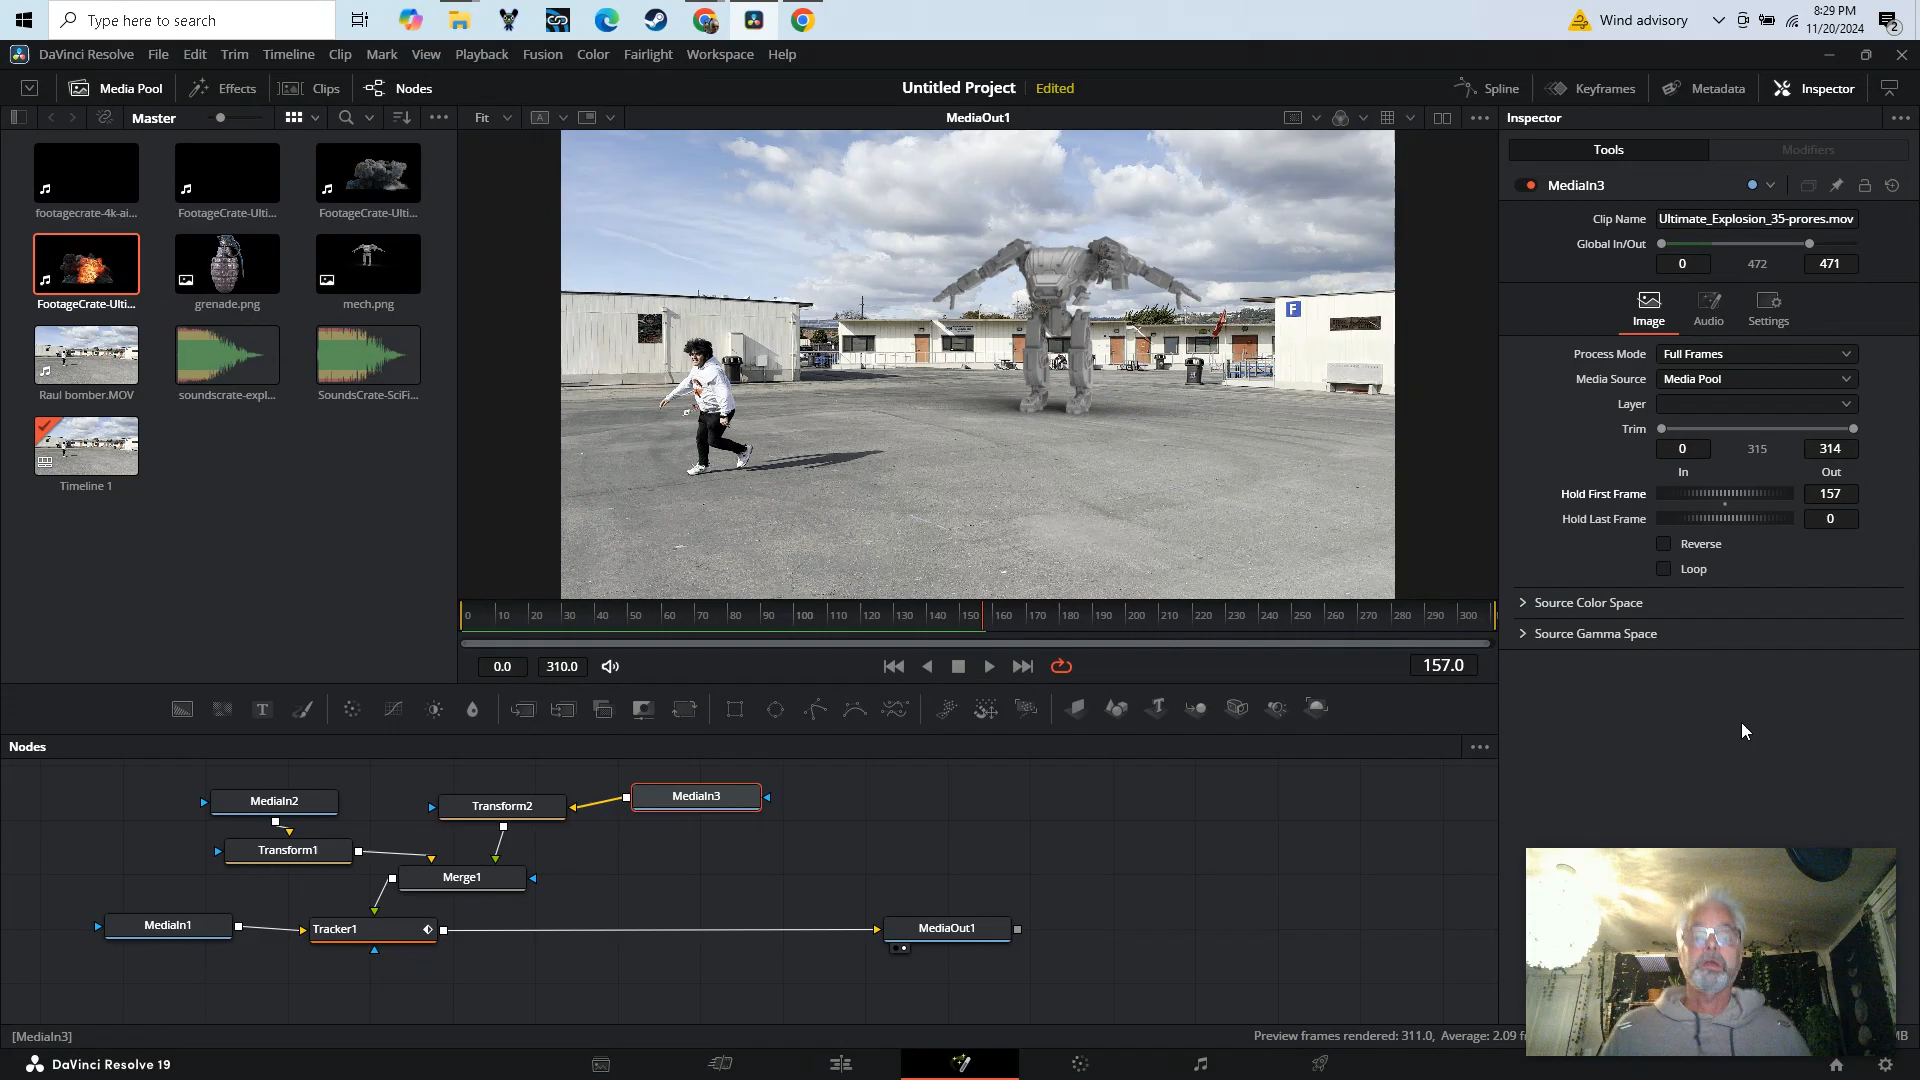 Type here to search
Wind advisory
8:29 PM
11/20/2024
2
DaVinci Resolve File Edit Trim Timeline Clip Mark View Playback Fusion Color Fairlight Workspace Help
Media Pool Effects Clips Nodes
Untitled Project Edited
Spline Keyframes Metadata Inspector
Master
Fit
A
MediaOut1
Inspector
Tools Modifiers
MediaIn3
Clip Name Ultimate_Explosion_35-prores.mov
Global In/Out
0 472 471
Image Audio Settings
Process Mode Full Frames
Media Source Media Pool
Layer
Trim
0 315 314
In Out
Hold First Frame 157
Hold Last Frame 0
Reverse
Loop
Source Color Space
Source Gamma Space
footagecrate-4k-ai... FootageCrate-Ulti... FootageCrate-Ulti...
FootageCrate-Ulti... grenade.png mech.png
Raul bomber.MOV soundscrate-expl... SoundsCrate-SciFi...
Timeline 1
F
0 10 20 30 40 50 60 70 80 90 100 110 120 130 140 150 160 170 180 190 200 210 220 230 240 250 260 270 280 290 300
0.0 310.0
157.0
T
Nodes
MediaIn2
Transform2
MediaIn3
Transform1
Merge1
MediaIn1
Tracker1
MediaOut1
[MediaIn3]
Preview frames rendered: 311.0, Average: 2.09 f
MB
DaVinci Resolve 19